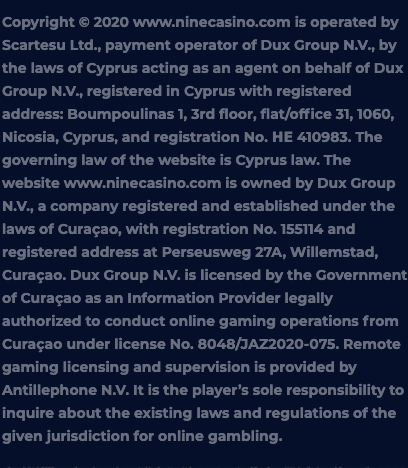 Copyright © 2020 www.ninecasino.com is operated by
Scartesu Ltd., payment operator of Dux Group N.V., by
the laws of Cyprus acting as an agent on behalf of Dux
Group N.V., registered in Cyprus with registered
address: Boumpoulinas 1, 3rd floor, flat/office 31, 1060,
Nicosia, Cyprus, and registration No. HE 410983. The
governing law of the website is Cyprus law. The
website www.ninecasino.com is owned by Dux Group
N.V., a company registered and established under the
laws of Curaçao, with registration No. 155114 and
registered address at Perseusweg 27A, Willemstad,
Curaçao. Dux Group N.V. is licensed by the Government
of Curaçao as an Information Provider legally
authorized to conduct online gaming operations from
Curaçao under license No. 8048/JAZ2020-075. Remote
gaming licensing and supervision is provided by
Antillephone N.V. It is the player’s sole responsibility to
inquire about the existing laws and regulations of the
given jurisdiction for online gambling.